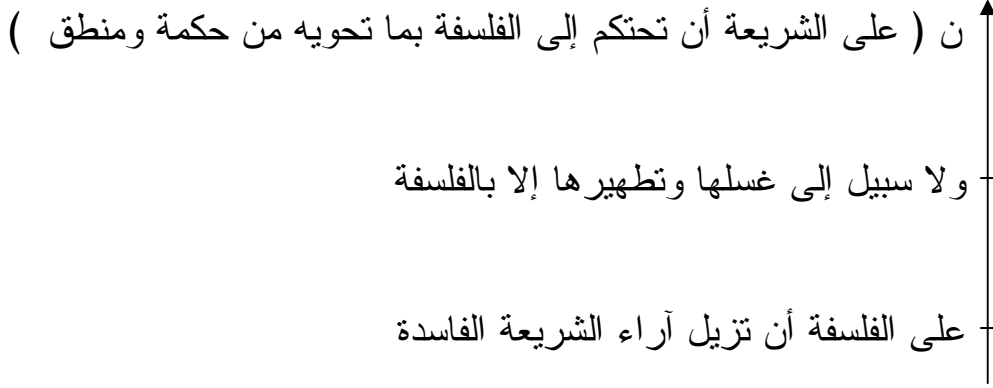 ن ( على الشريعة أن تحتكم إلى الفلسفة بما تحويه من حكمة ومنطق )
ولا سبيل إلى غسلها وتطهيرها إلا بالفلسفة
على الفلسفة أن تزيل آراء الشريعة الفاسدة